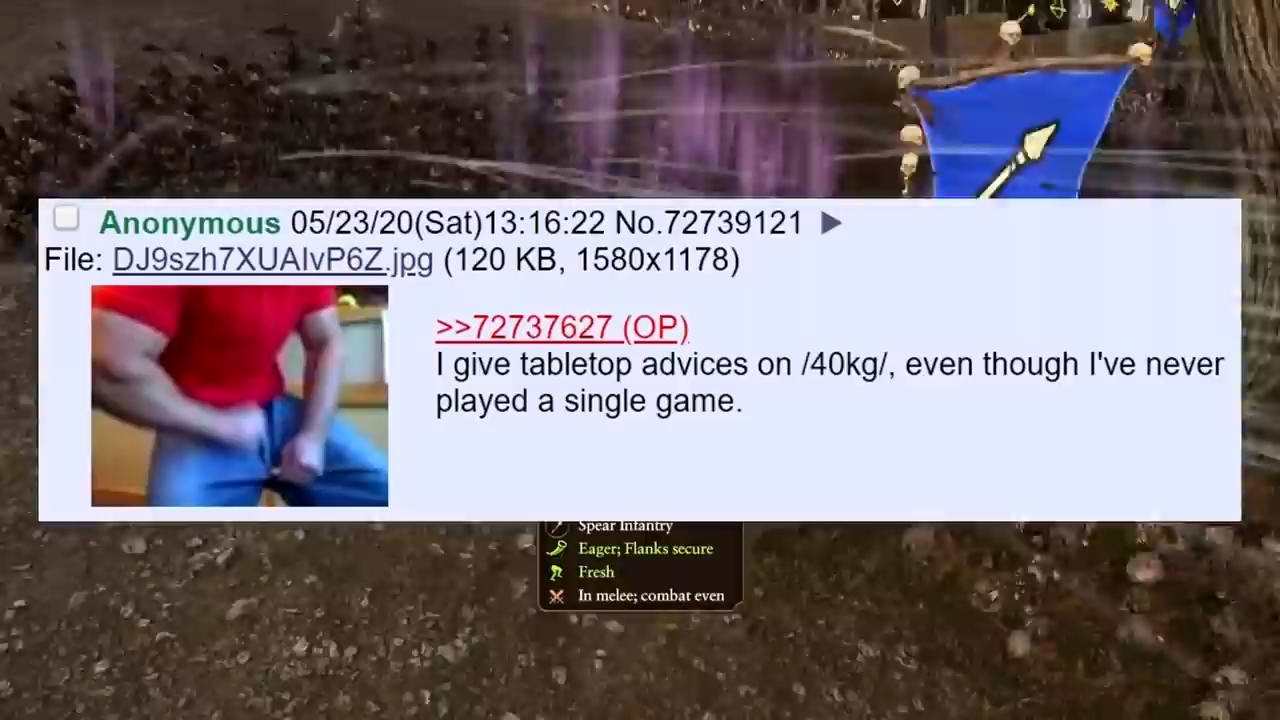 Anonymous 05/23/20(Sat)13:16:22 No.72739121 ▶
File: DJ9szh7XUAIvP6Z.jpg (120 KB, 1580x1178)
>>72737627 (OP)
I give tabletop advices on /40kg/, even though I've never
played a single game.
Spear Infantry
Eager; Flanks secure
Fresh
In melee; combat even